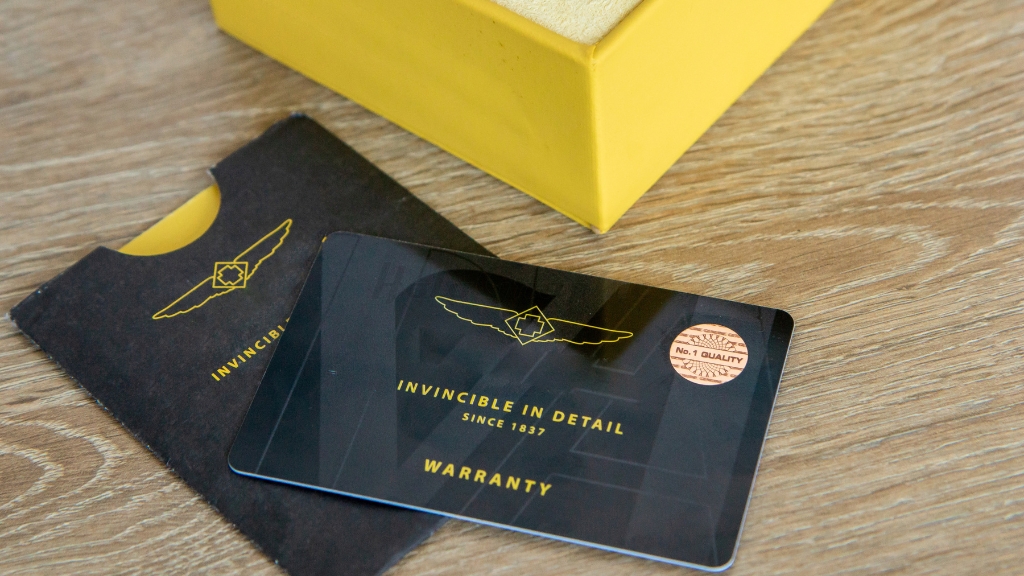 INVINCIBLE
INVINCIBLE IN DETAIL
SINCE 1837
WARRANTY
No.1 QUALITY